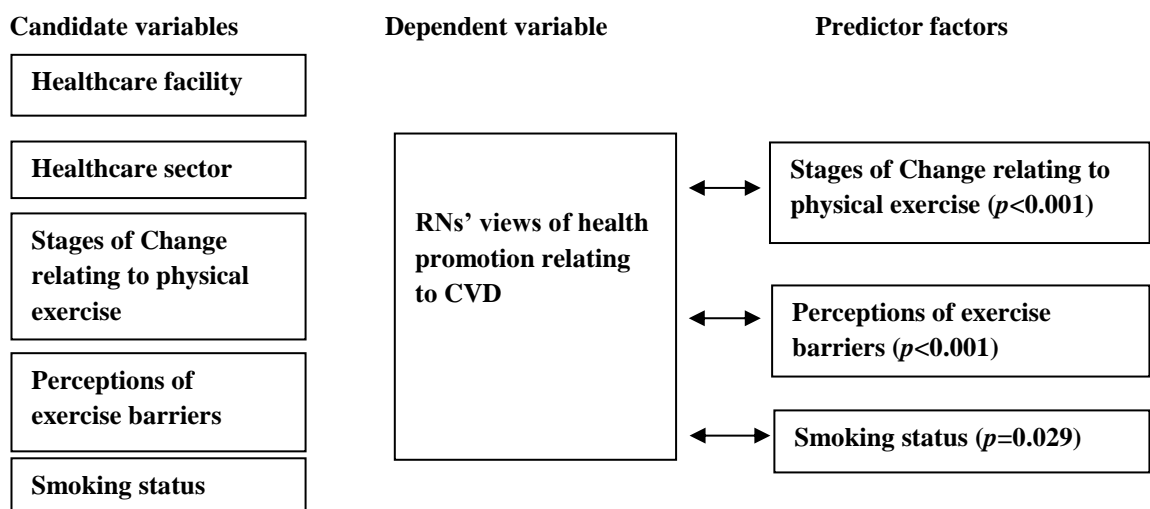 Candidate variables
Healthcare facility
Healthcare sector
Stages of Change
relating to physical
exercise
Perceptions of
exercise barriers
Smoking status
Dependent variable
RNs’ views of health
promotion relating
to CVD
Predictor factors
Stages of Change relating to
physical exercise (p<0.001)
Perceptions of exercise
barriers (p<0.001)
Smoking status (p=0.029)